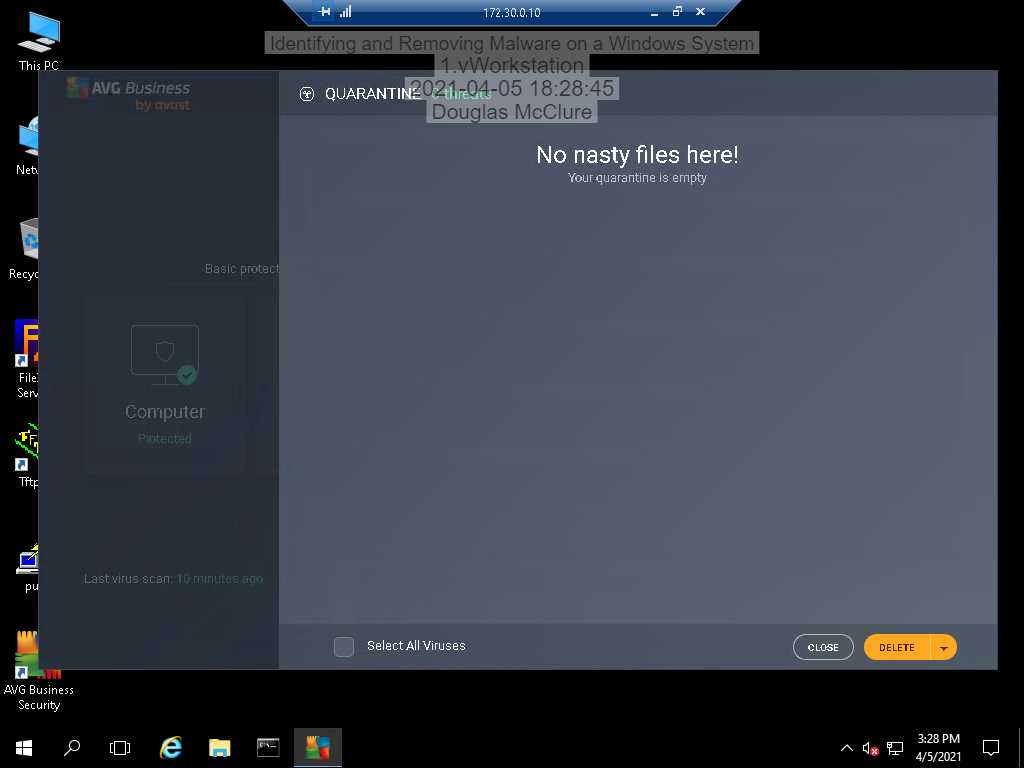 172.30.0.10
This PC
Identifying and Removing Malware on a Windows System
1.vWorkstation
2021-04-05 18:28:45
Douglas McClure
AVG Business
by avast
QUARANTINE 0 threats
No nasty files here!
Your quarantine is empty
Netw
Basic protect
Recyc
File
Serv
Computer
Protected
Tftp
Last virus scan: 10 minutes ago
pu
Select All Viruses
CLOSE
DELETE
AVG Business
Security
3:28 PM
4/5/2021